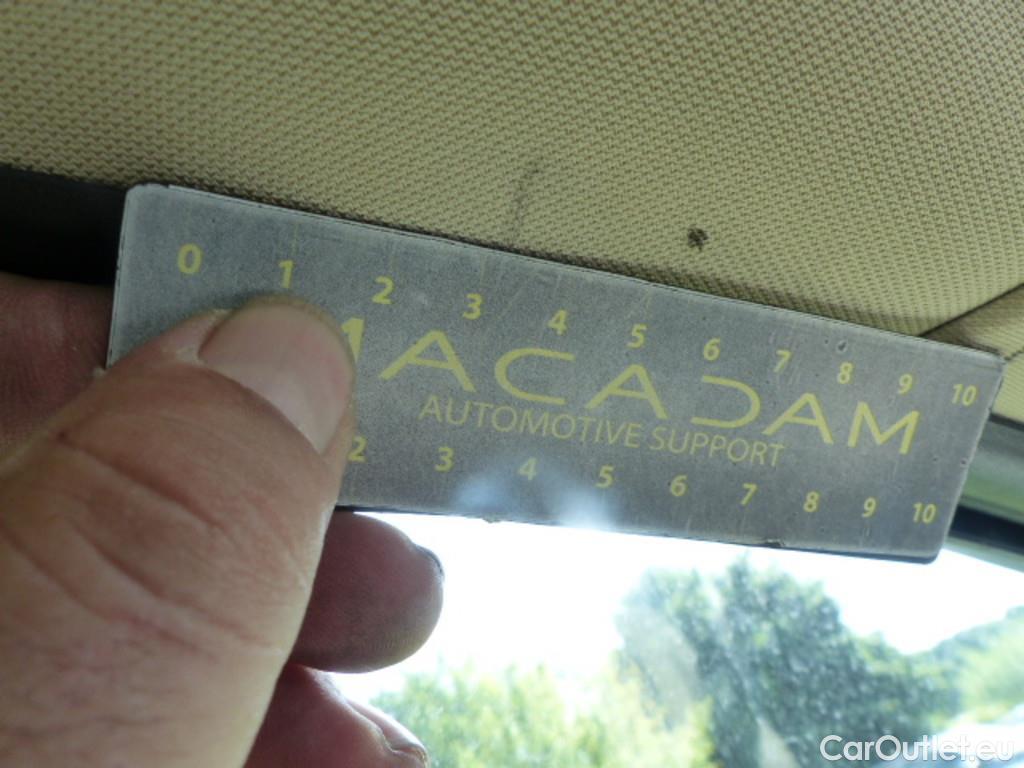 0 1 2 3 4 5 6 7 8 9 10
MACADAM
AUTOMOTIVE SUPPORT
2 3 4 5 6 7 8 9 10
CarOutlet.eu